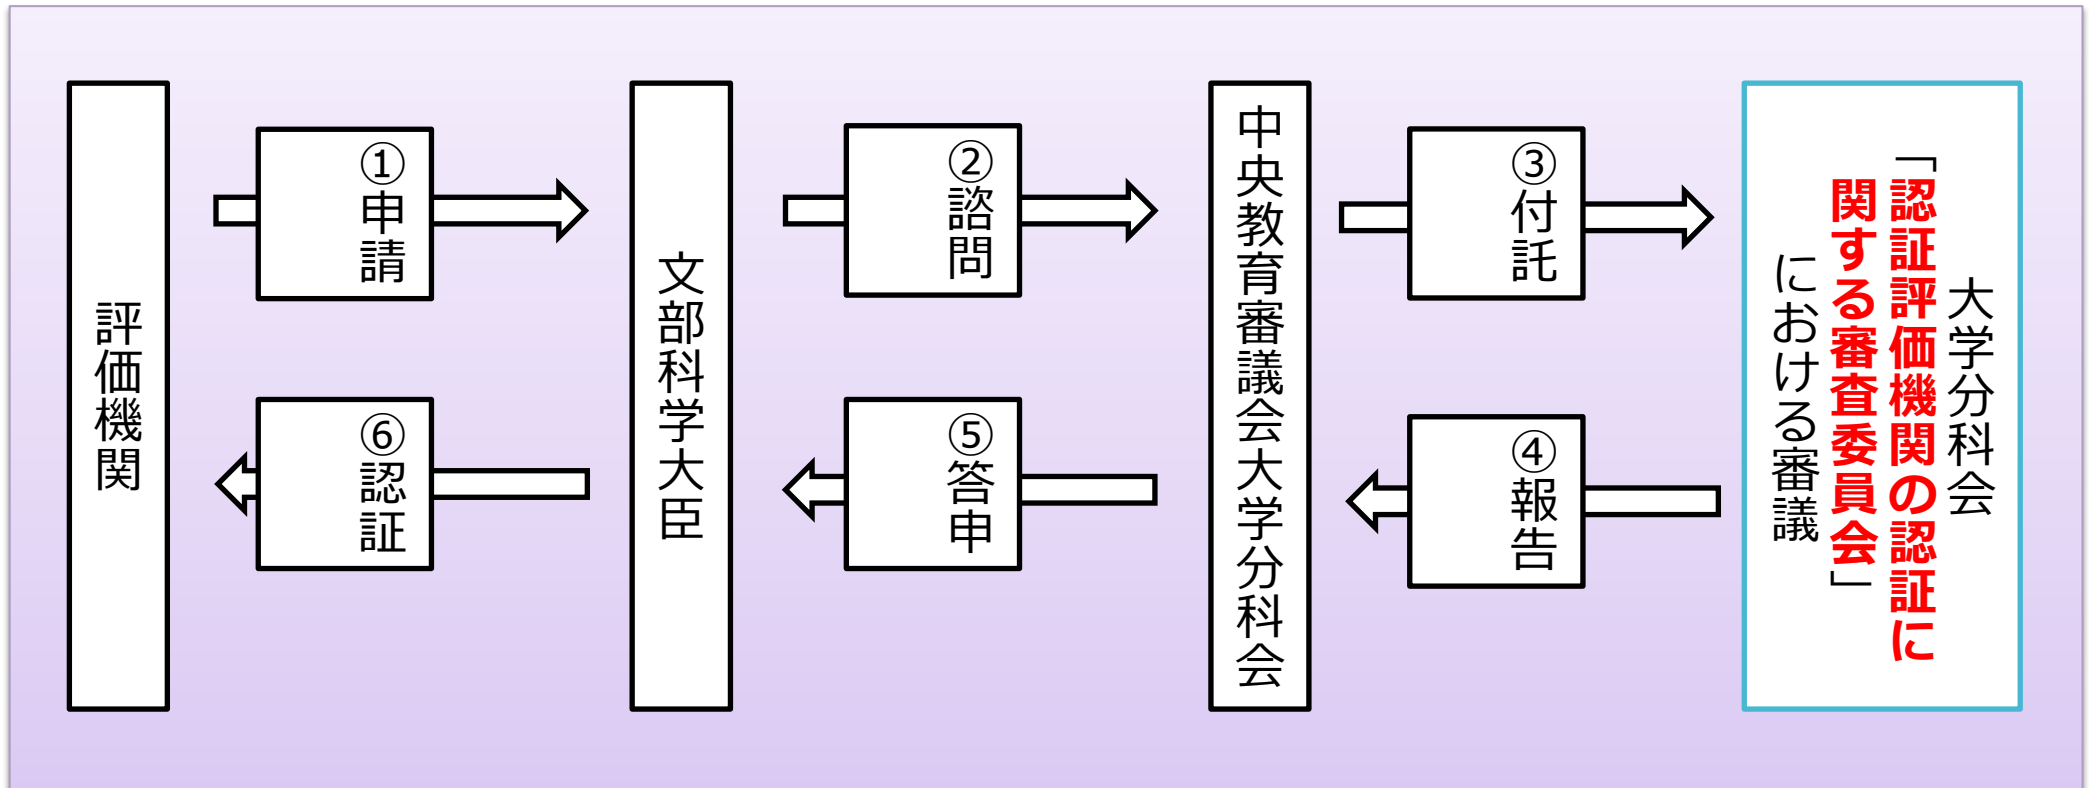 評価機関
①申請
⑥認証
文部科学大臣
②諮問
⑤答申
中央教育審議会大学分科会
③付託
④報告
大学分科会
「認証評価機関の認証に
関する審査委員会」
における審議